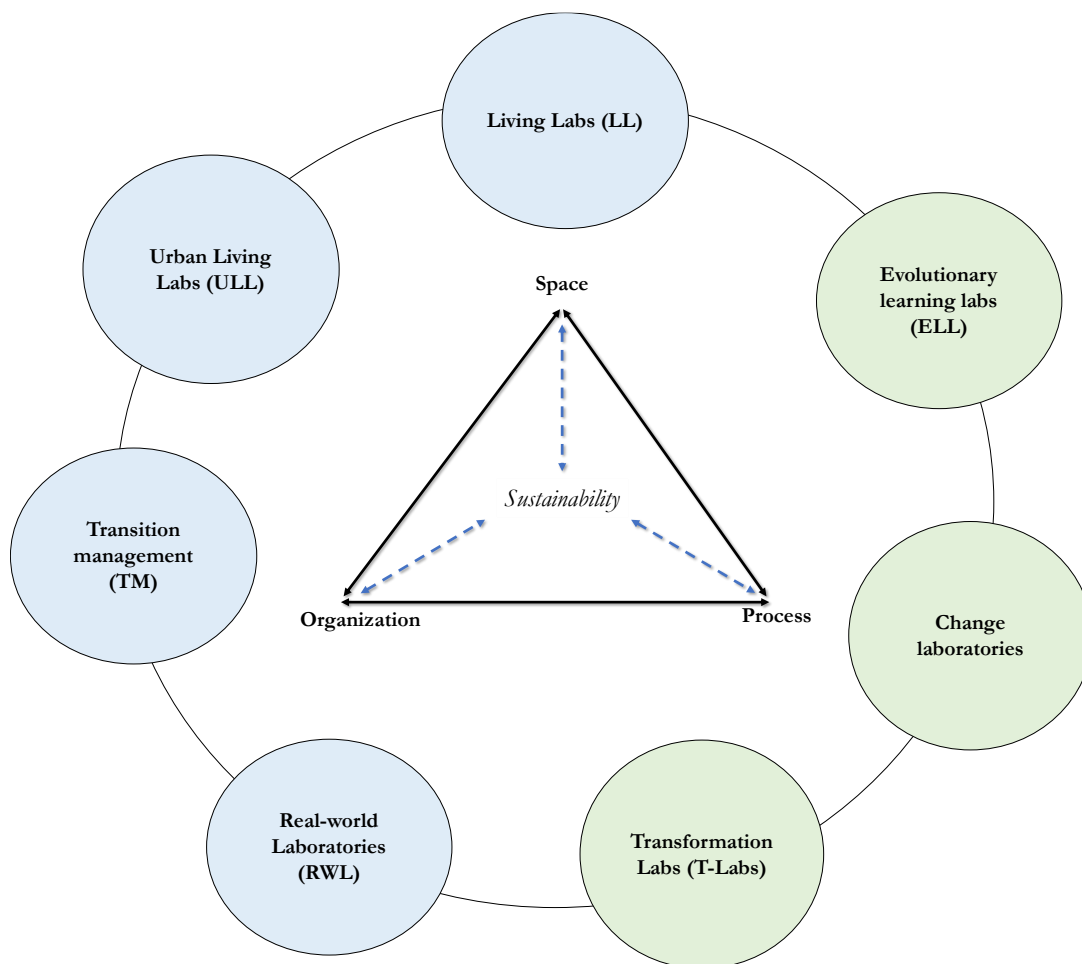 Living Labs (LL)
Urban Living
Labs (ULL)
Evolutionary
learning labs
(ELL)
Space
Sustainability
Transition
management
(TM)
Organization
Process
Change
laboratories
Real-world
Laboratories
(RWL)
Transformation
Labs (T-Labs)